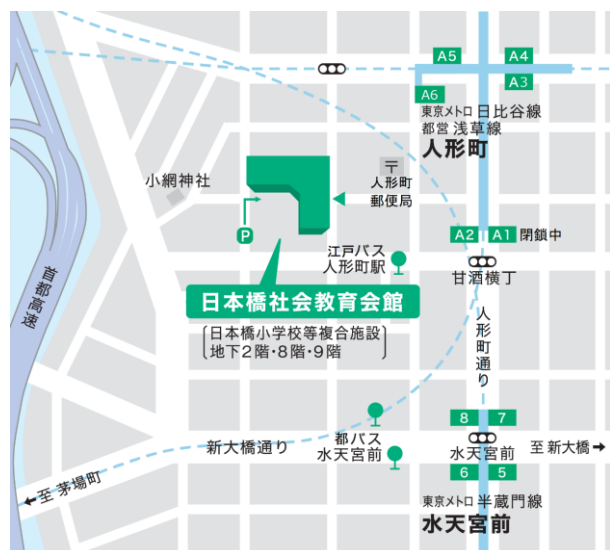 A5
A4
A3
A6
東京メトロ 日比谷線
都営 浅草線
人形町
〒
人形町
郵便局
小網神社
P
A2
A1
閉鎖中
江戸バス
人形町駅
甘酒横丁
首都高速
日本橋社会教育会館
日本橋小学校等複合施設
地下2階・8階・9階
人形町通り
8
7
都バス
水天宮前
新大橋通り
水天宮前
至 新大橋→
6
5
←至 茅場町
東京メトロ 半蔵門線
水天宮前